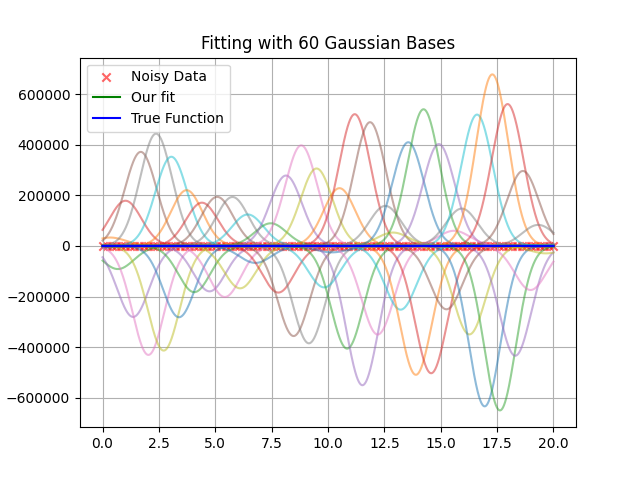 Fitting with 60 Gaussian Bases
Noisy Data
Our fit
True Function
600000
400000
200000
0
−200000
−400000
−600000
0.0 2.5 5.0 7.5 10.0 12.5 15.0 17.5 20.0